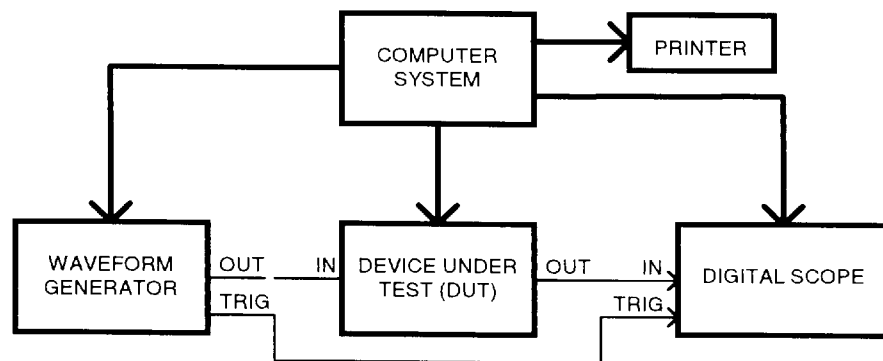 COMPUTER
SYSTEM
PRINTER
WAVEFORM
GENERATOR
OUT
IN
TRIG
DEVICE UNDER
TEST (DUT)
OUT
IN
TRIG
DIGITAL SCOPE